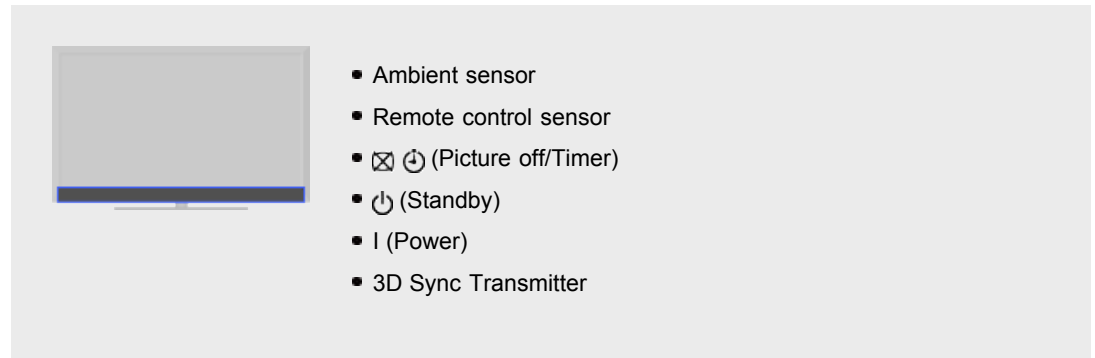 Ambient sensor
Remote control sensor
(Picture off/Timer)
(Standby)
I (Power)
3D Sync Transmitter